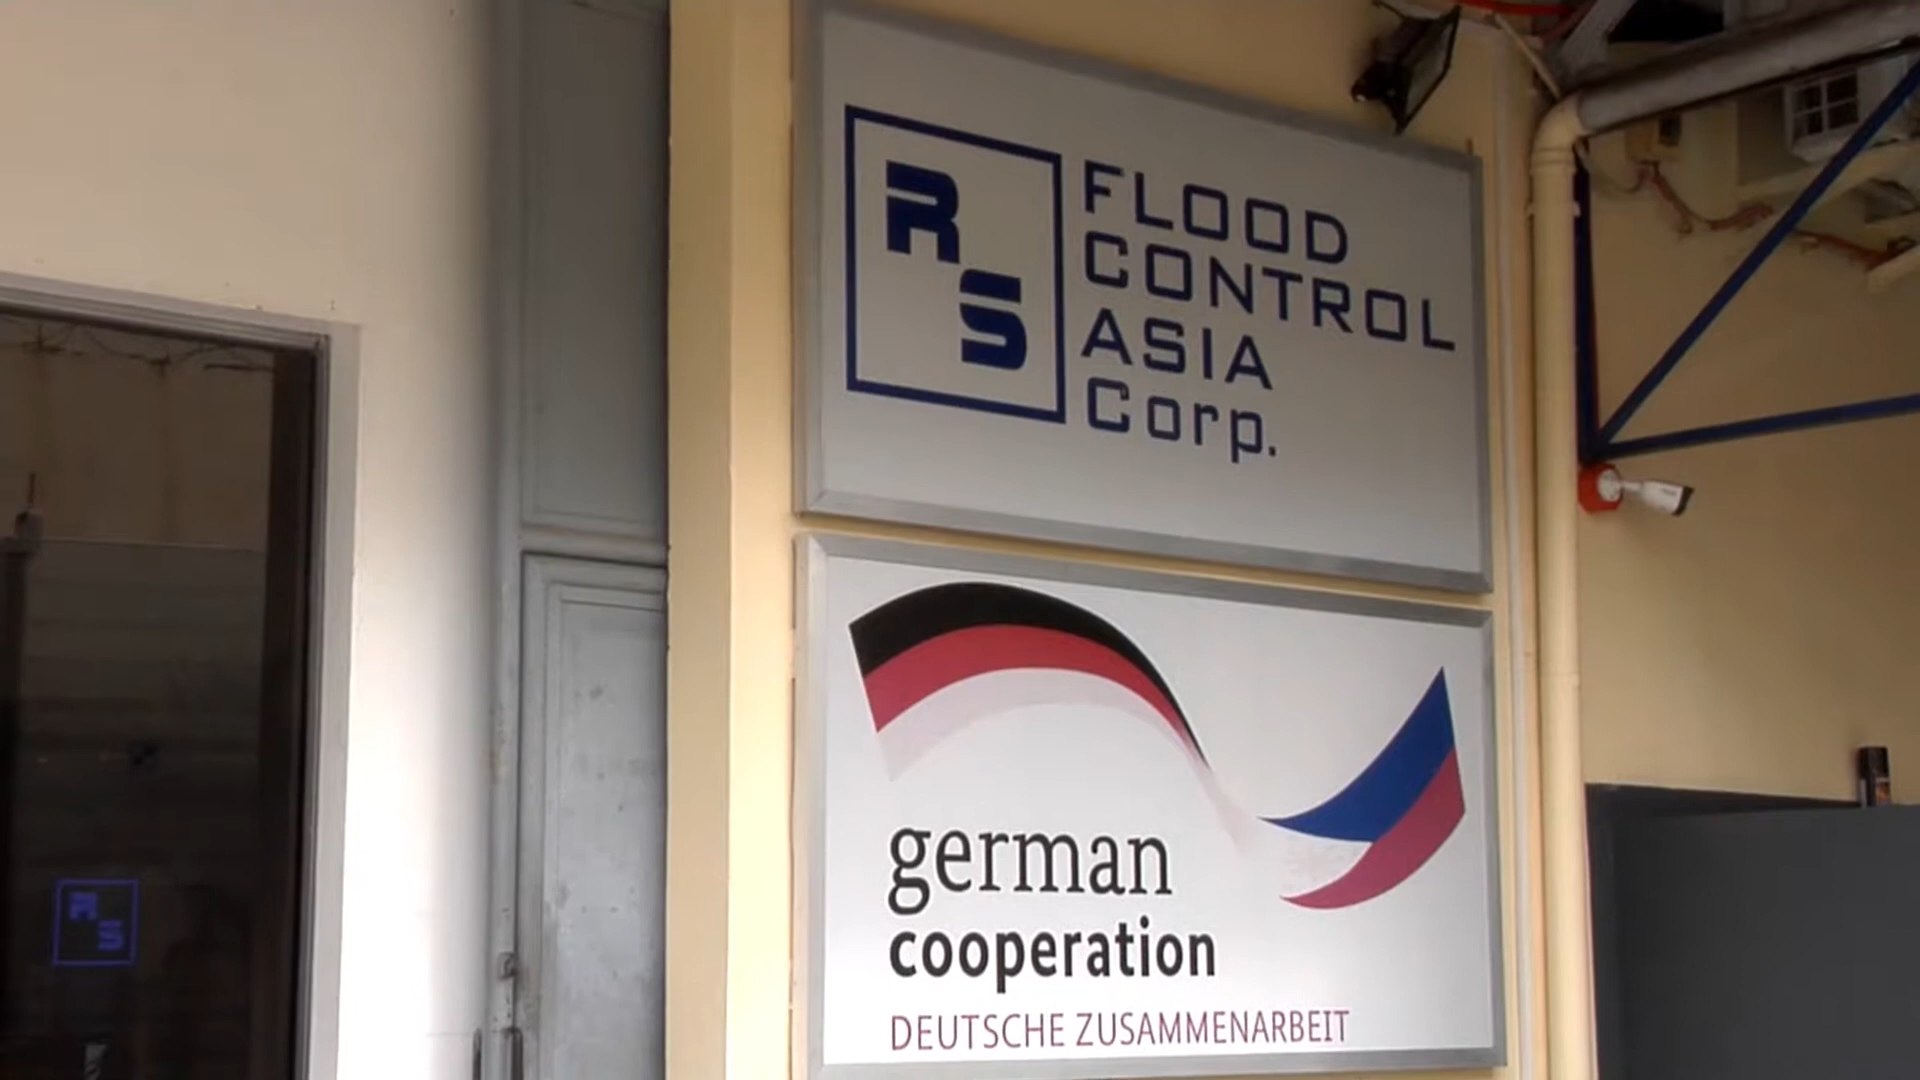 RS
FLOOD
CONTROL
ASIA
Corp.
german
cooperation
DEUTSCHE ZUSAMMENARBEIT
RS